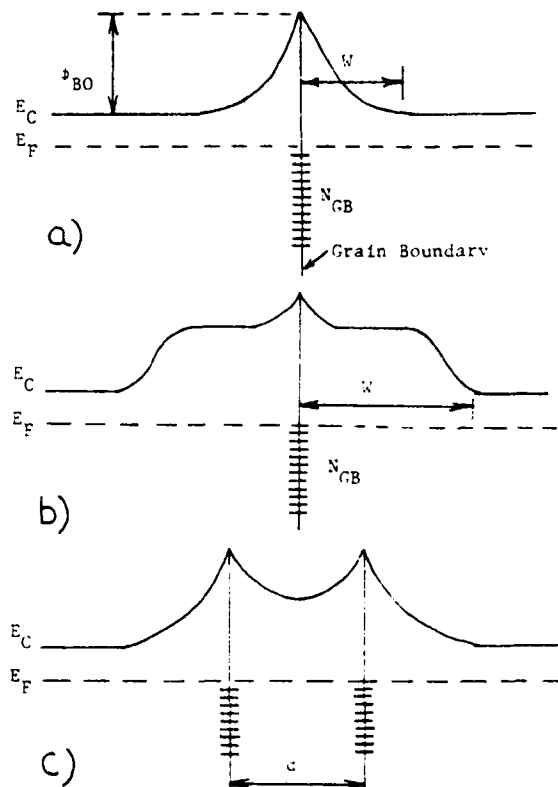 Φ_BO
W
E_C
E_F
N_GB
a)
Grain Boundary
E_C
W
E_F
N_GB
b)
E_C
E_F
d
c)